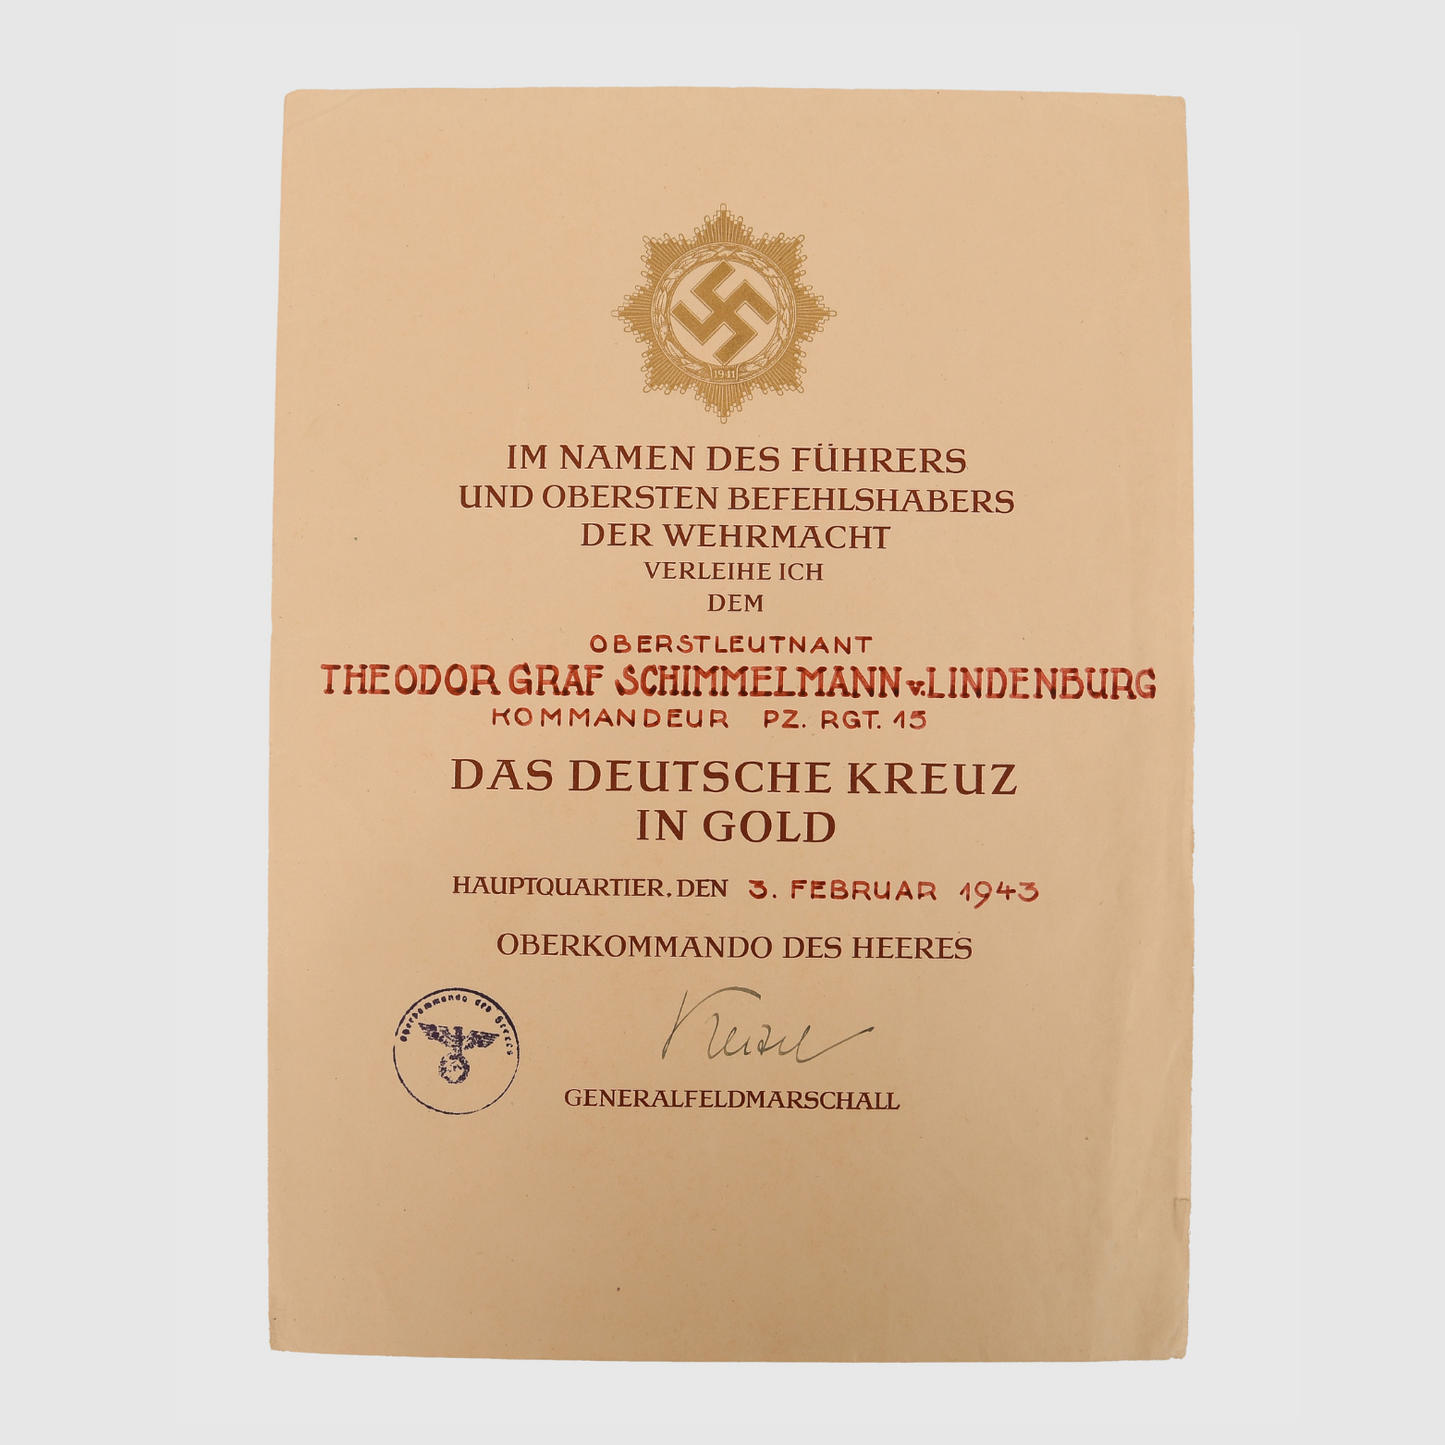 1941
IM NAMEN DES FÜHRERS
UND OBERSTEN BEFEHLSHABERS
DER WEHRMACHT
VERLEIHE ICH
DEM
OBERSTLEUTNANT
THEODOR GRAF SCHIMMELMANN v. LINDENBURG
KOMMANDEUR PZ. RGT. 15
DAS DEUTSCHE KREUZ
IN GOLD
HAUPTQUARTIER, DEN 3. FEBRUAR 1943
OBERKOMMANDO DES HEERES
Oberkommando des Heeres
Keitel
GENERALFELDMARSCHALL